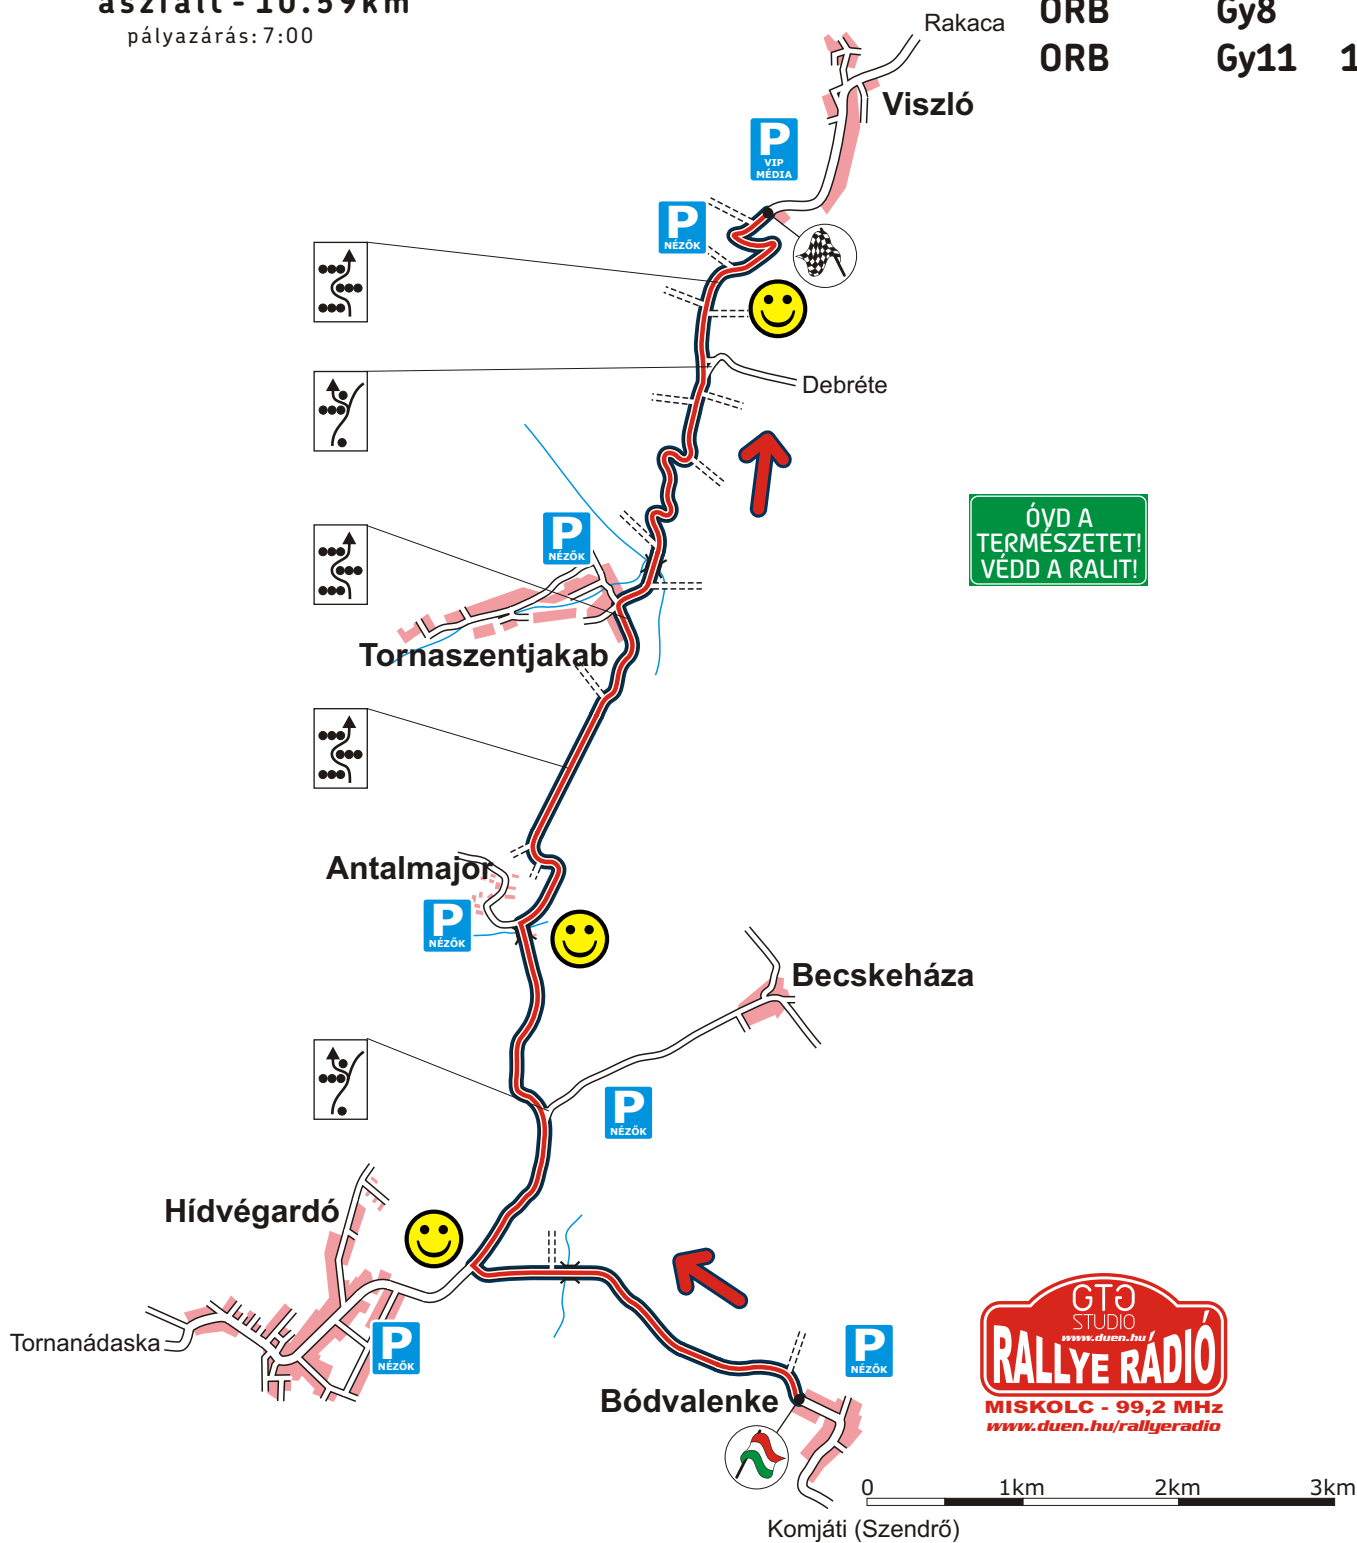 aszfalt - 10.59km
pályazárás: 7:00
ORB Gy8
ORB Gy11 1
Rakaca
Viszló
P
VIP
MÉDIA
P
NÉZŐK
Debréte
ÓVD A
TERMÉSZETET!
VÉDD A RALIT!
P
NÉZŐK
Tornaszentjakab
Antalmajor
P
NÉZŐK
Becskeháza
P
NÉZŐK
Hídvégardó
Tornanádaska
P
NÉZŐK
P
NÉZŐK
Bódvalenke
GTG
STUDIO
www.duen.hu
RALLYE RÁDIÓ
MISKOLC - 99,2 MHz
www.duen.hu/rallyeradio
0 1km 2km 3km
Komjáti (Szendrő)